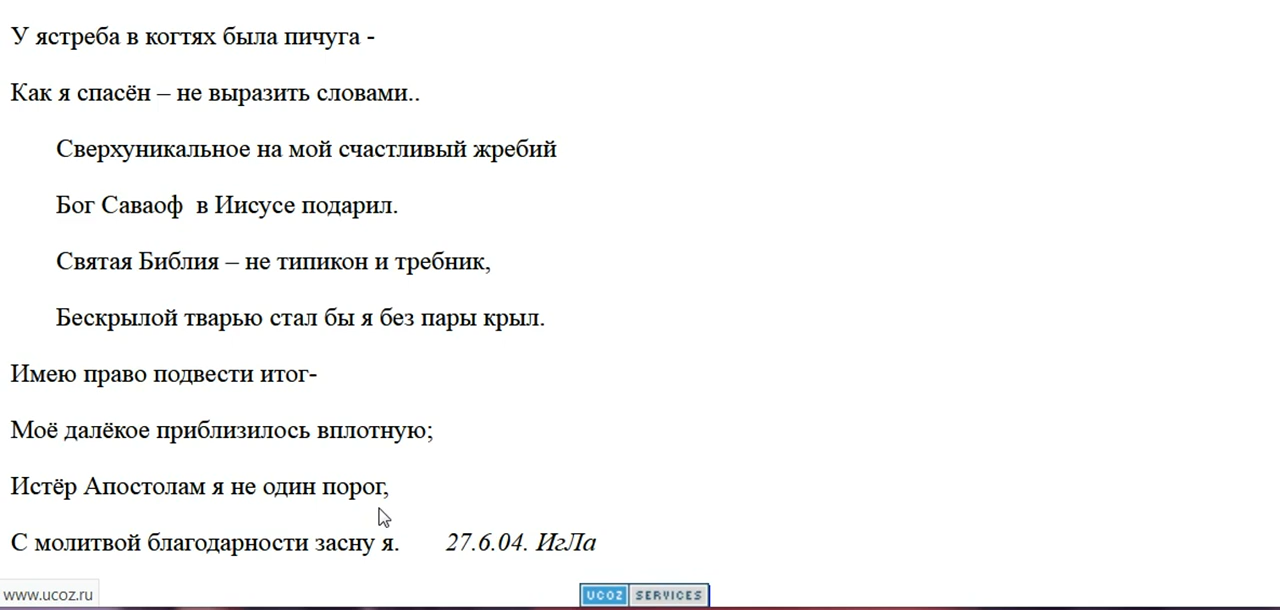 У ястреба в когтях была пичуга -
Как я спасён – не выразить словами..
Сверхуникальное на мой счастливый жребий
Бог Саваоф  в Иисусе подарил.
Святая Библия – не типикон и требник,
Бескрылой тварью стал бы я без пары крыл.
Имею право подвести итог-
Моё далёкое приблизилось вплотную;
Истёр Апостолам я не один порог,
С молитвой благодарности засну я. 27.6.04. ИгЛа
www.ucoz.ru UCOZ SERVICES